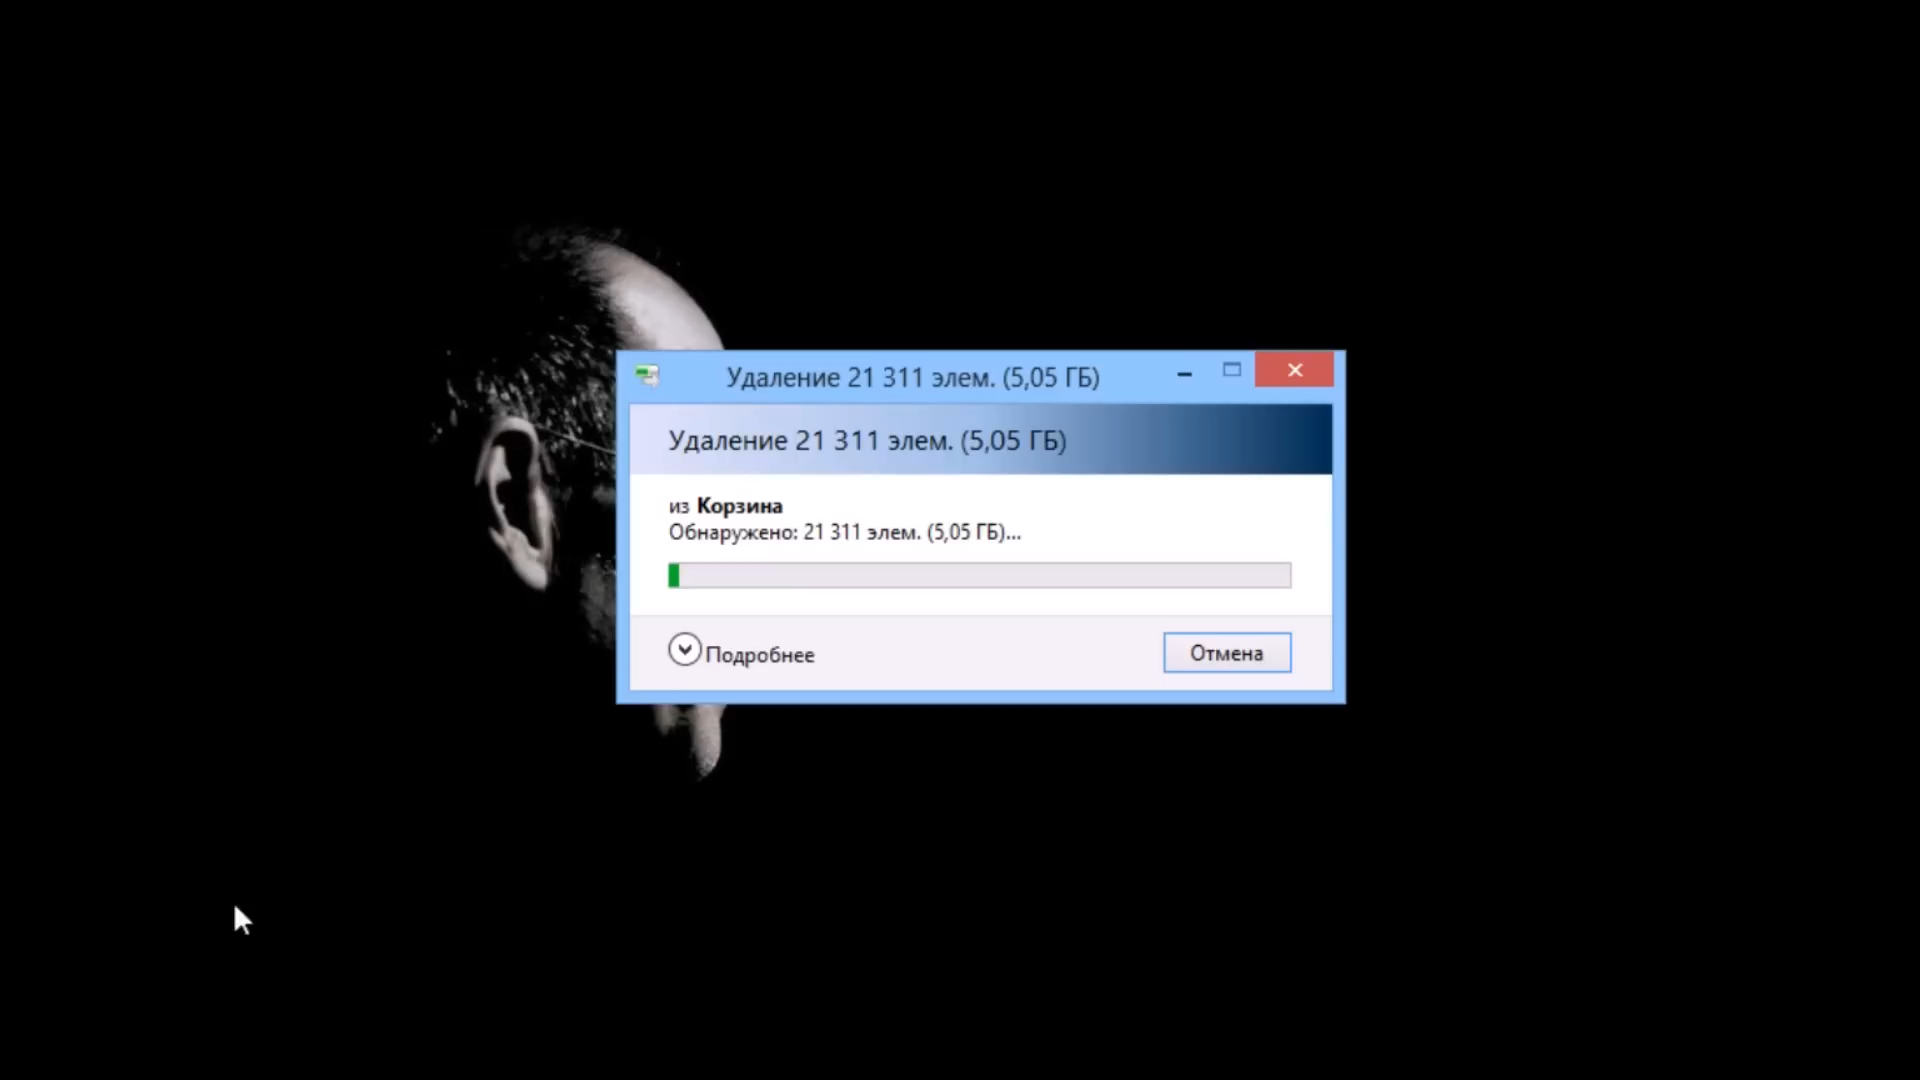 Удаление 21 311 элем. (5,05 ГБ)
Удаление 21 311 элем. (5,05 ГБ)
из Корзина
Обнаружено: 21 311 элем. (5,05 ГБ)...
Подробнее
Отмена